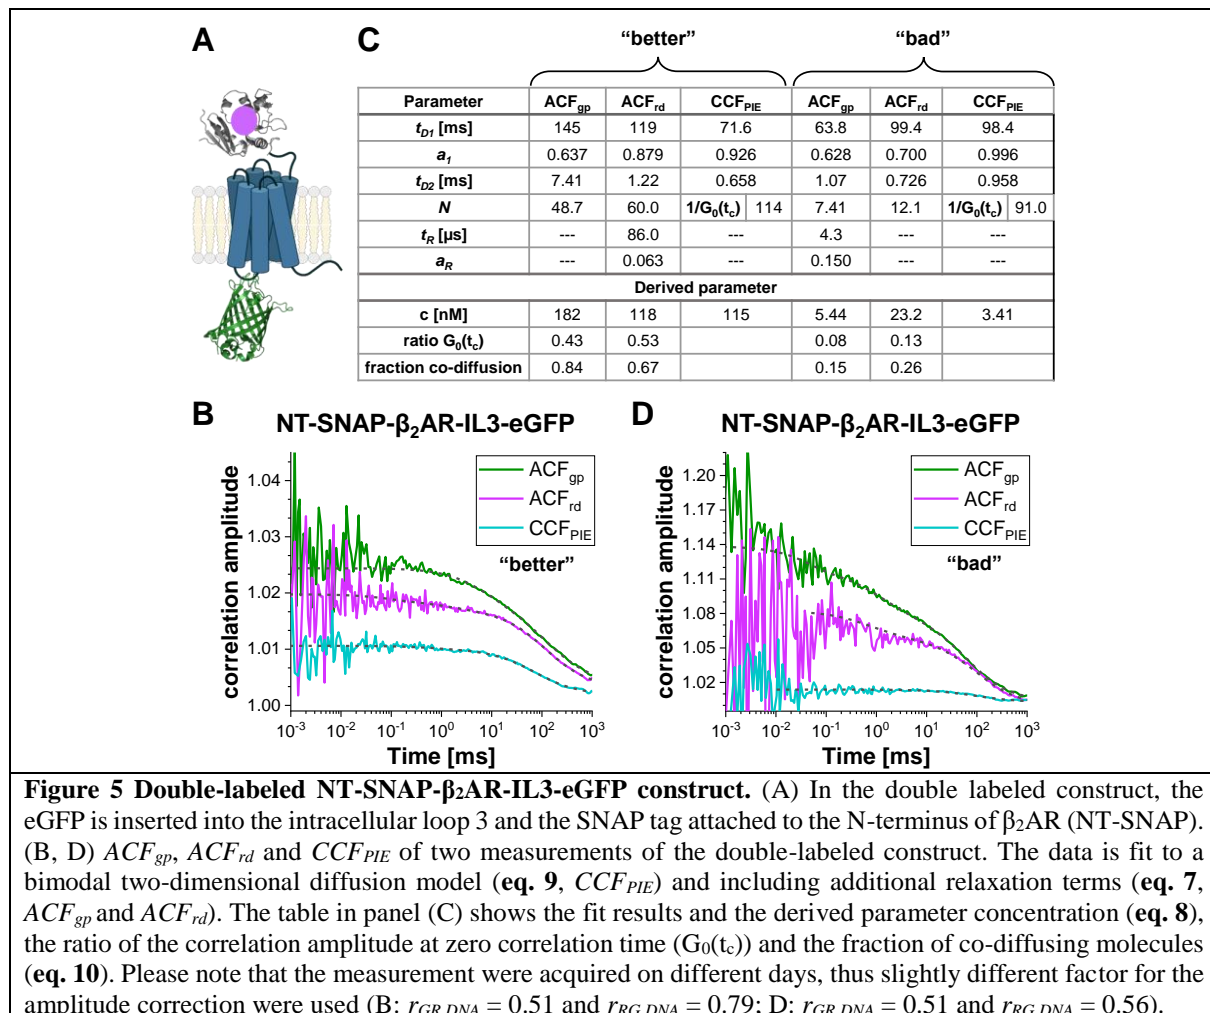 A
C
“better”
“bad”
Parameter ACFgp ACFrd CCFPIE ACFgp ACFrd CCFPIE
tD1 [ms] 145 119 71.6 63.8 99.4 98.4
a1 0.637 0.879 0.926 0.628 0.700 0.996
tD2 [ms] 7.41 1.22 0.658 1.07 0.726 0.958
N 48.7 60.0 1/G0(tc) 114 7.41 12.1 1/G0(tc) 91.0
tR [µs] --- 86.0 --- 4.3 --- ---
aR --- 0.063 --- 0.150 --- ---
Derived parameter
c [nM] 182 118 115 5.44 23.2 3.41
ratio G0(tc) 0.43 0.53 0.08 0.13
fraction co-diffusion 0.84 0.67 0.15 0.26
B
NT-SNAP-β2AR-IL3-eGFP
correlation amplitude
1.04
1.03
1.02
1.01
1.00
ACFgp
ACFrd
CCFPIE
“better”
10-3 10-2 10-1 100 101 102 103
Time [ms]
D
NT-SNAP-β2AR-IL3-eGFP
correlation amplitude
1.20
1.17
1.14
1.11
1.08
1.05
1.02
ACFgp
ACFrd
CCFPIE
“bad”
10-3 10-2 10-1 100 101 102 103
Time [ms]
Figure 5 Double-labeled NT-SNAP-β2AR-IL3-eGFP construct. (A) In the double labeled construct, the
eGFP is inserted into the intracellular loop 3 and the SNAP tag attached to the N-terminus of β2AR (NT-SNAP).
(B, D) ACFgp, ACFrd and CCFPIE of two measurements of the double-labeled construct. The data is fit to a
bimodal two-dimensional diffusion model (eq. 9, CCFPIE) and including additional relaxation terms (eq. 7,
ACFgp and ACFrd). The table in panel (C) shows the fit results and the derived parameter concentration (eq. 8),
the ratio of the correlation amplitude at zero correlation time (G0(tc)) and the fraction of co-diffusing molecules
(eq. 10). Please note that the measurement were acquired on different days, thus slightly different factor for the
amplitude correction were used (B: rGR,DNA = 0.51 and rRG,DNA = 0.79; D: rGR,DNA = 0.51 and rRG,DNA = 0.56).